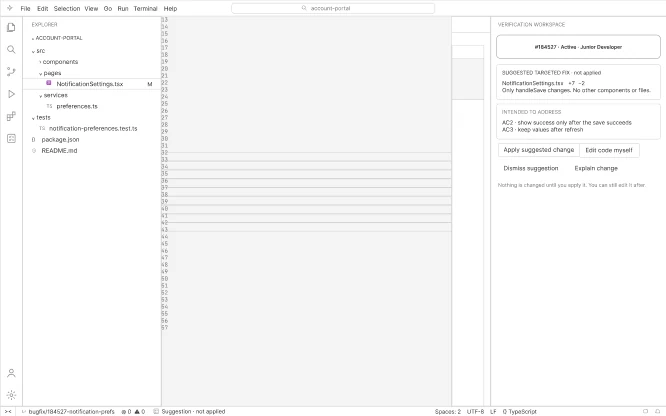 File Edit Selection View Go Run Terminal Help
account-portal
EXPLORER
ACCOUNT-PORTAL
src
components
pages
NotificationSettings.tsx M
services
TS preferences.ts
tests
TS notification-preferences.test.ts
{} package.json
README.md
13
14
15
16
17
18
19
20
21
22
23
24
25
26
27
28
29
30
31
32
33
34
35
36
37
38
39
40
41
42
43
44
45
46
47
48
49
50
51
52
53
54
55
56
57
VERIFICATION WORKSPACE
#184527 · Active · Junior Developer
SUGGESTED TARGETED FIX · not applied
NotificationSettings.tsx +7 −2
Only handleSave changes. No other components or files.
INTENDED TO ADDRESS
AC2 · show success only after the save succeeds
AC3 · keep values after refresh
Apply suggested change
Edit code myself
Dismiss suggestion
Explain change
Nothing is changed until you apply it. You can still edit it after.
bugfix/184527-notification-prefs 0 0 Suggestion · not applied
Spaces: 2 UTF-8 LF {} TypeScript